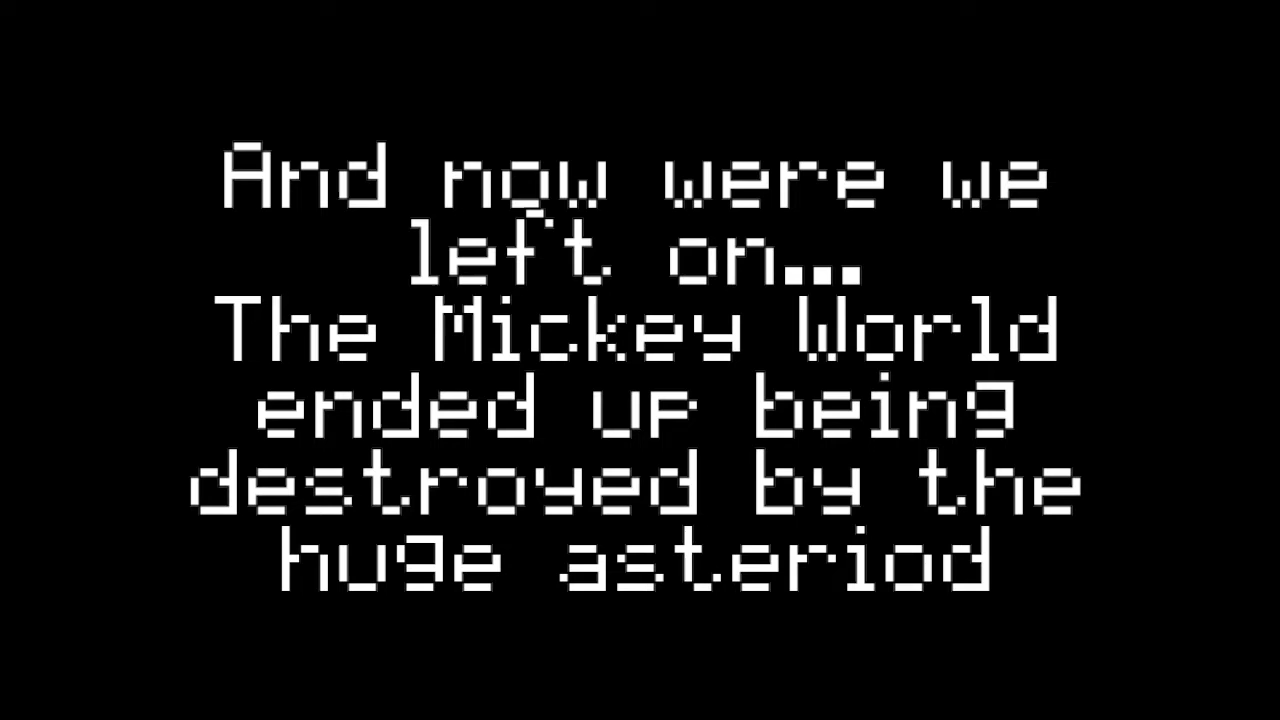 And now were we
left on...
The Mickey World
ended up being
destroyed by the
huge asteriod